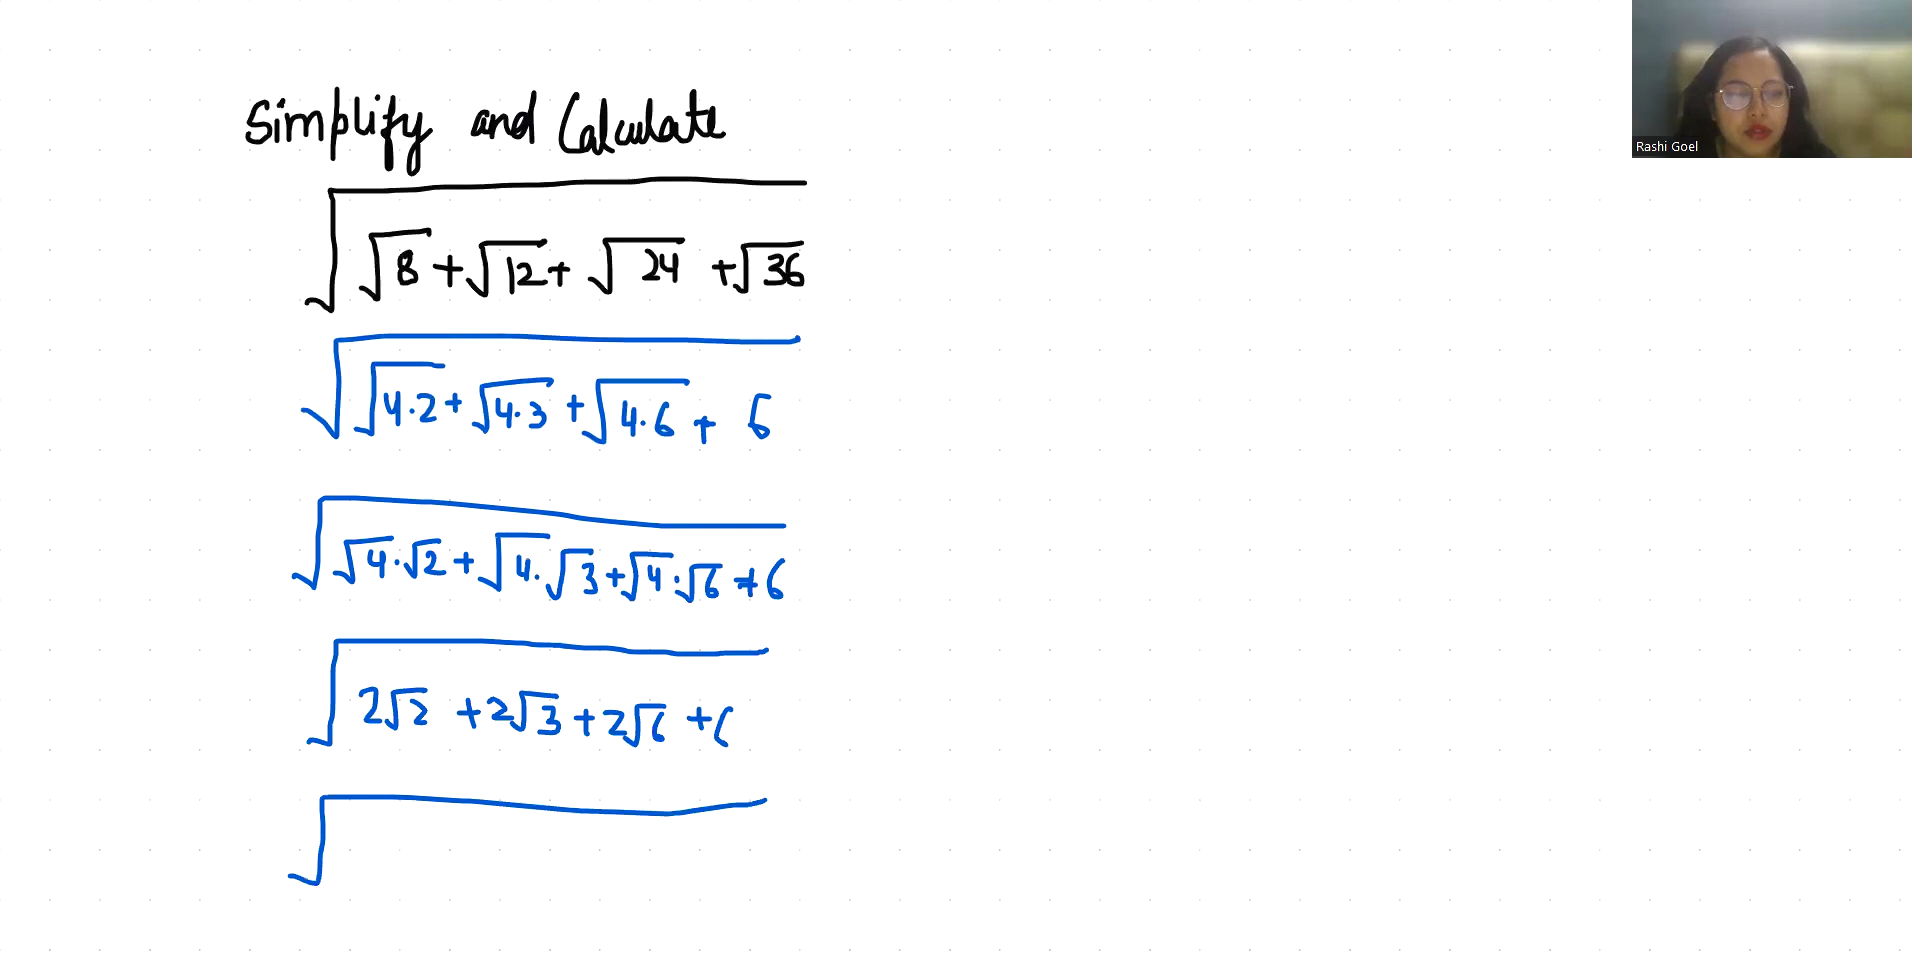 Simplify and Calculate
√(√8 + √12 + √24 + √36)
√(√4·2 + √4·3 + √4·6 + 6)
√(√4·√2 + √4·√3 + √4·√6 + 6)
√(2√2 + 2√3 + 2√6 + 6)
√
Rashi Goel